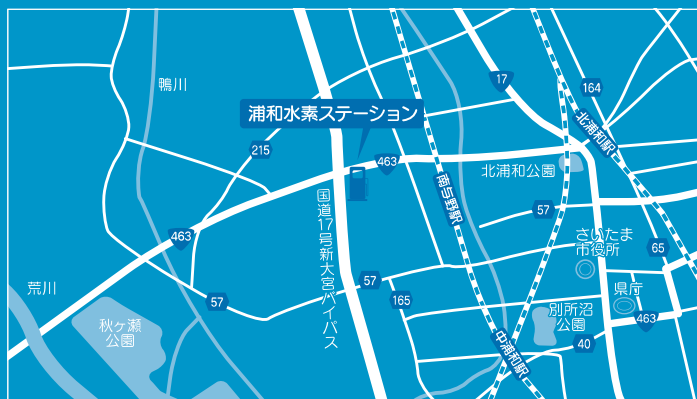 鴨川
浦和水素ステーション
17
164
北浦和駅
215
463
北浦和公園
南与野駅
57
463
国道17号新大宮バイパス
さいたま
市役所
65
荒川
57
57
165
県庁
463
秋ヶ瀬
公園
別所沼
公園
40
中浦和駅